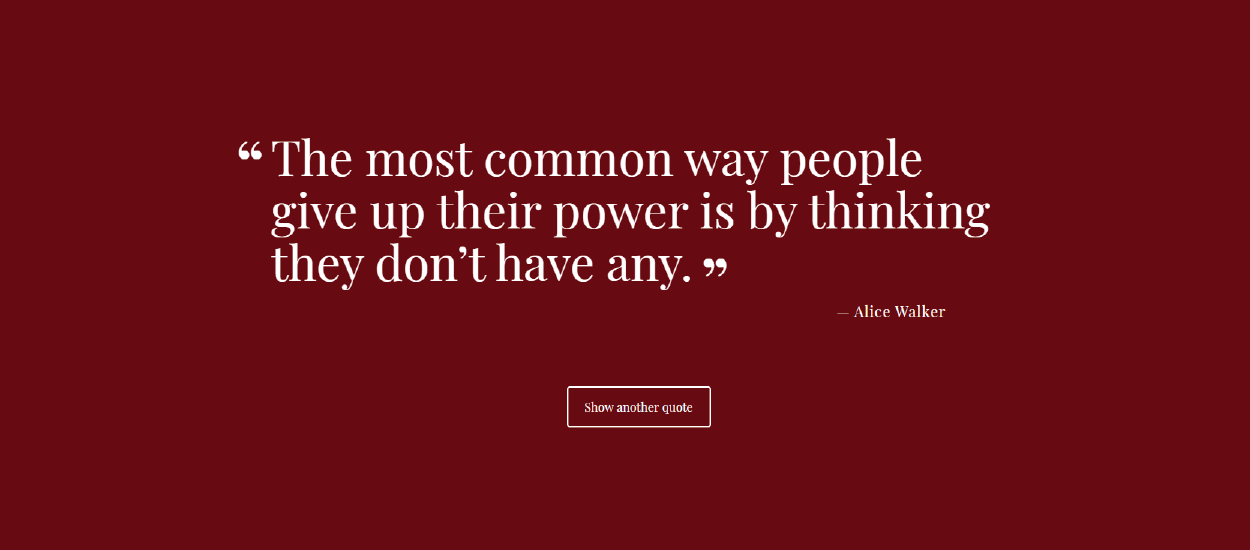 “ The most common way people
give up their power is by thinking
they don’t have any. ”
— Alice Walker
Show another quote